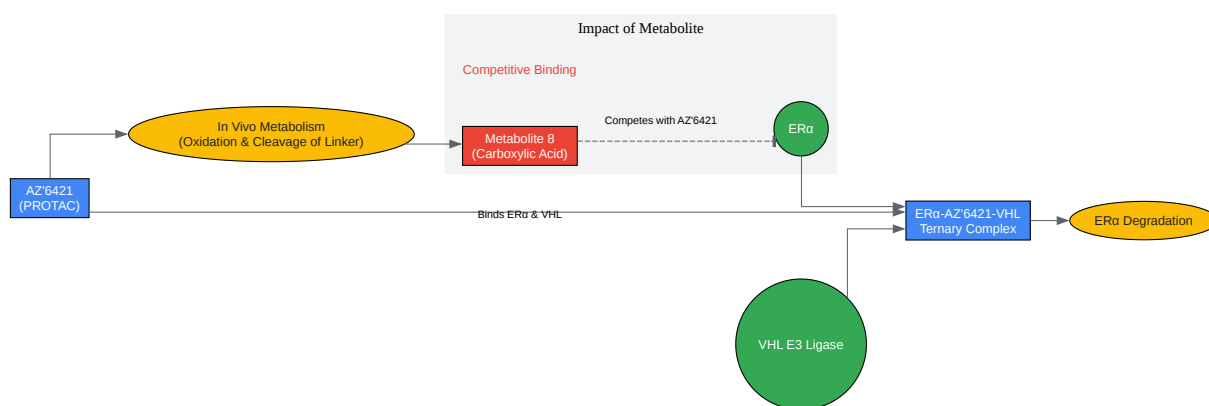 Impact of Metabolite
Competitive Binding
In Vivo Metabolism
(Oxidation & Cleavage of Linker)
Metabolite 8
(Carboxylic Acid)
Competes with AZ'6421
ERα
AZ'6421
(PROTAC)
Binds ERα & VHL
ERα-AZ'6421-VHL
Ternary Complex
ERα Degradation
VHL E3 Ligase